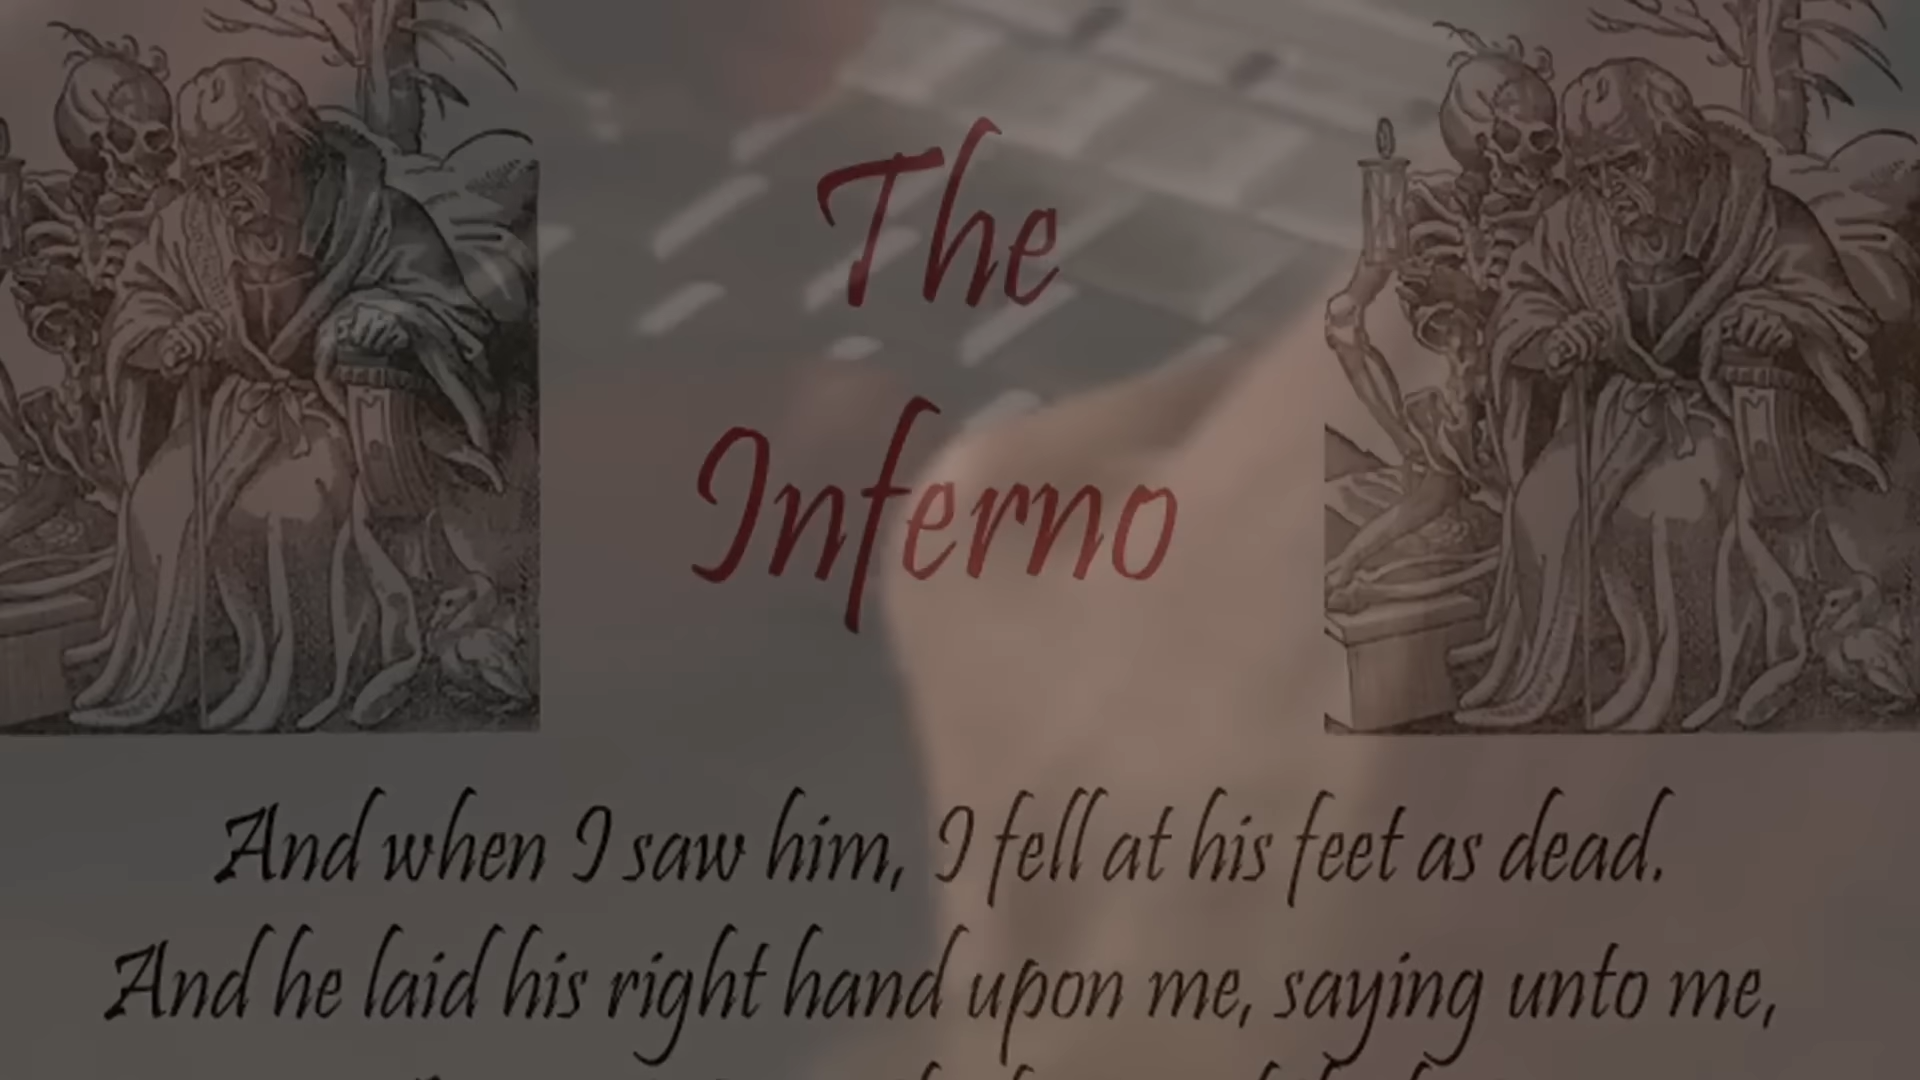 The
Inferno
And when I saw him, I fell at his feet as dead.
And he laid his right hand upon me, saying unto me,